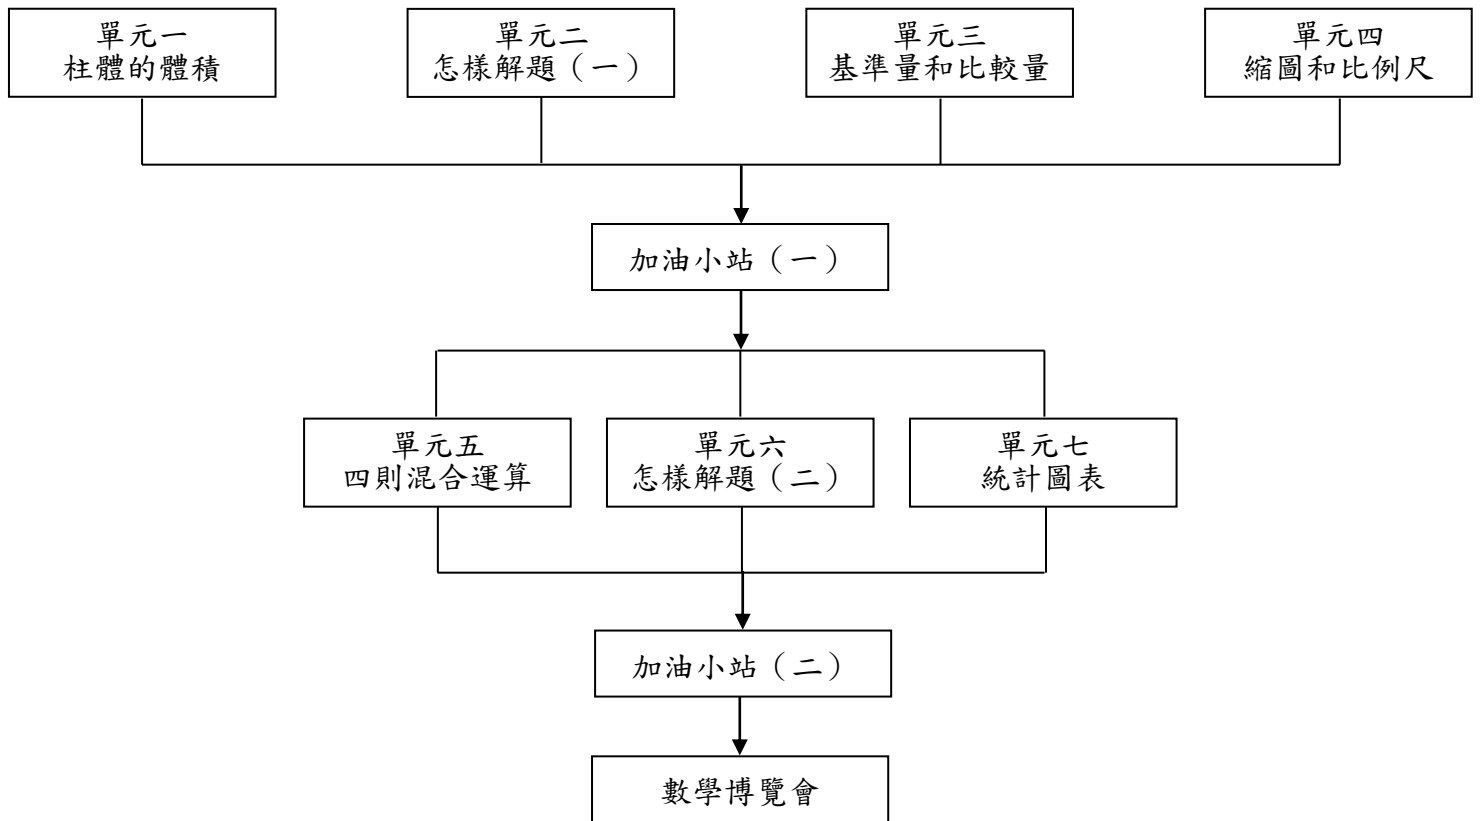 單元一
柱體的體積
單元二
怎樣解題（一）
單元三
基準量和比較量
單元四
縮圖和比例尺
加油小站（一）
單元五
四則混合運算
單元六
怎樣解題（二）
單元七
統計圖表
加油小站（二）
數學博覽會